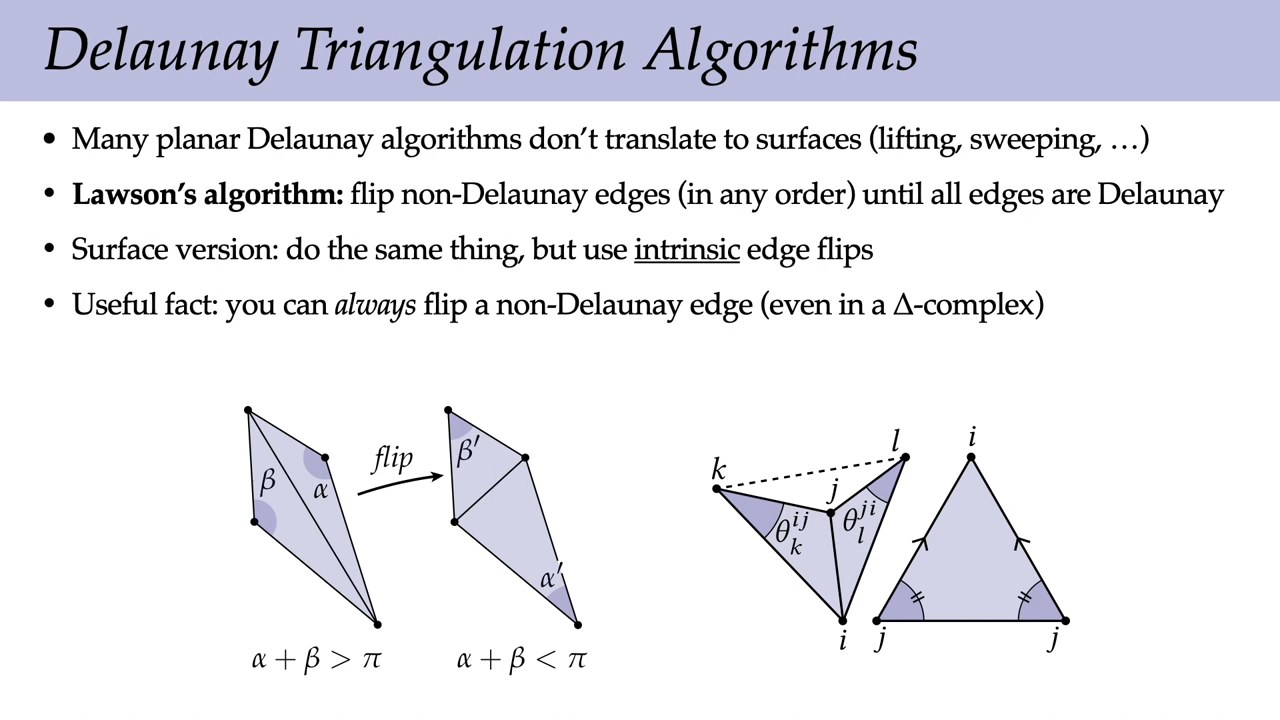 Delaunay Triangulation Algorithms
• Many planar Delaunay algorithms don't translate to surfaces (lifting, sweeping, …)
• Lawson's algorithm: flip non-Delaunay edges (in any order) until all edges are Delaunay
• Surface version: do the same thing, but use intrinsic edge flips
• Useful fact: you can always flip a non-Delaunay edge (even in a Δ-complex)
β
α
flip
β′
α′
α + β > π
α + β < π
k
l
j
θ_k^{ij}
θ_l^{ji}
i
i
j
j